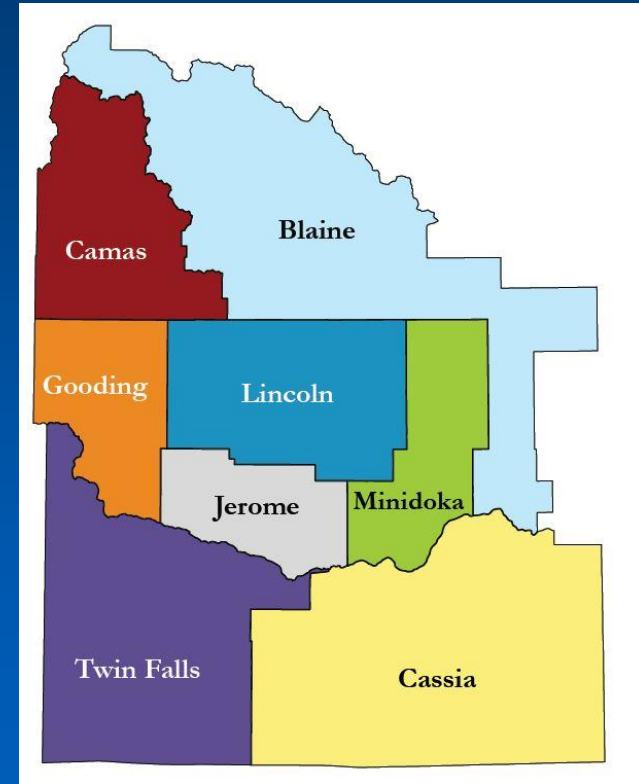 Blaine
Camas
Gooding
Lincoln
Jerome
Minidoka
Twin Falls
Cassia